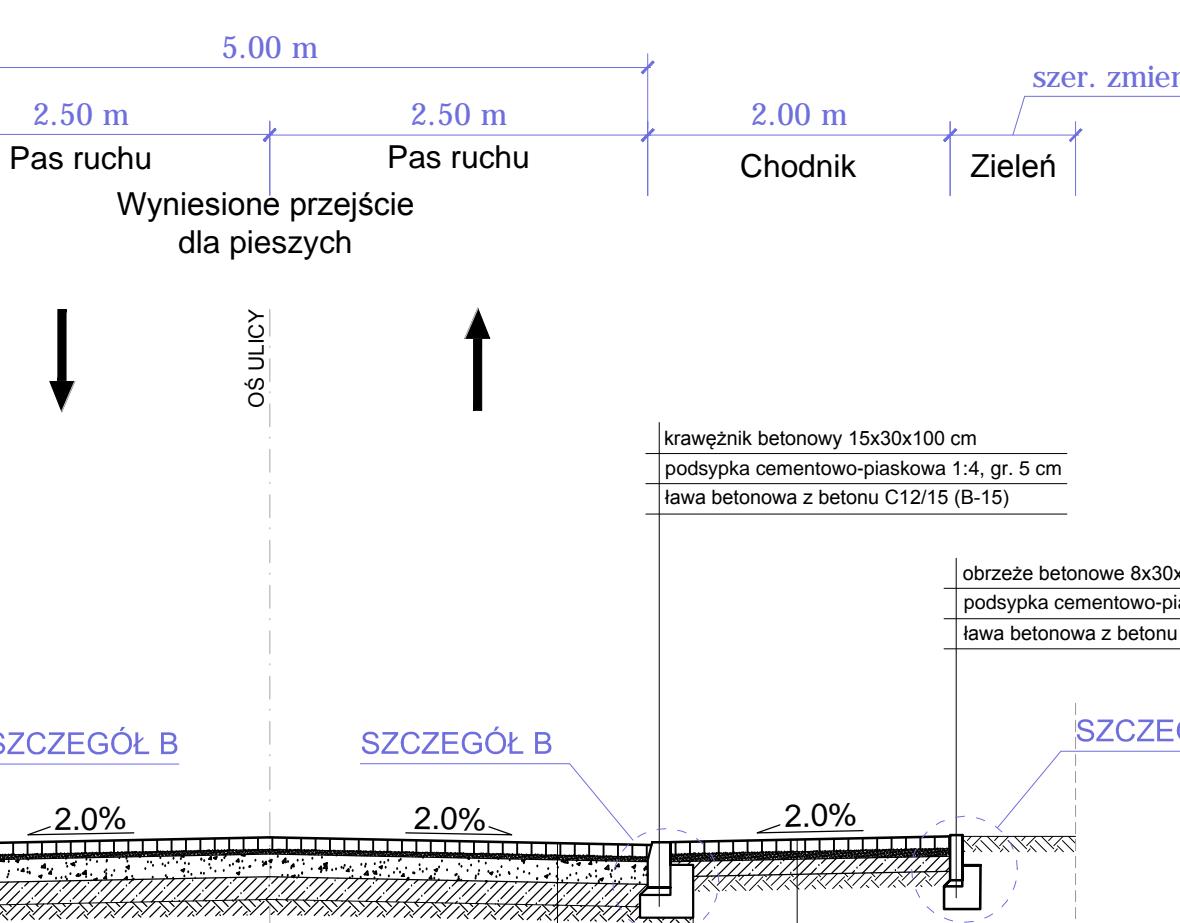 5.00 m
szer. zmien
2.50 m
2.50 m
2.00 m
Pas ruchu
Pas ruchu
Chodnik
Zieleń
Wyniesione przejście
dla pieszych
OŚ ULICY
krawężnik betonowy 15x30x100 cm
podsypka cementowo-piaskowa 1:4, gr. 5 cm
ława betonowa z betonu C12/15 (B-15)
obrzeże betonowe 8x30x
podsypka cementowo-pia
ława betonowa z betonu
SZCZEGÓŁ B
SZCZEGÓŁ B
SZCZEG
2.0%
2.0%
2.0%